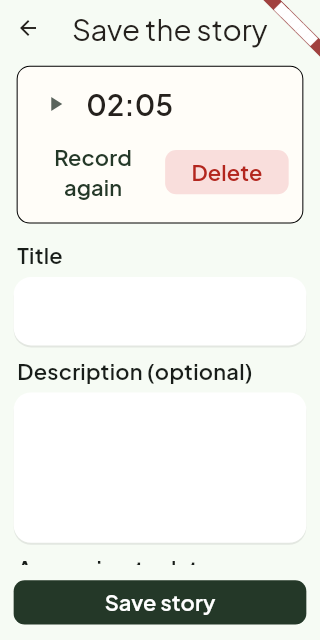 Save the story
02:05
Record
again
Delete
Title
Description (optional)
Save story